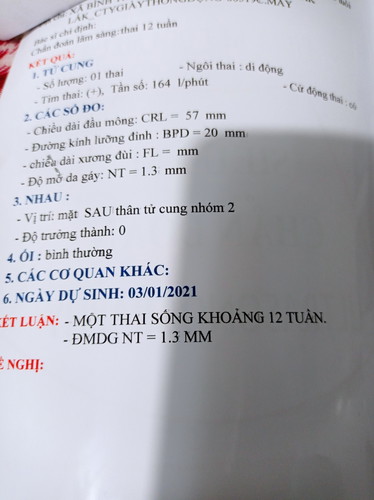 XÃ BÌNH
LĂK_CTYGIAYTHONGDỤNG
Bác sĩ chỉ định:
Chẩn đoán lâm sàng: thai 12 tuần
KẾT QUẢ:
1. TỬ CUNG
- Số lượng: 01 thai - Ngôi thai : di động
- Tim thai: (+), Tần số: 164 l/phút - Cử động thai : có
2. CÁC SỐ ĐO:
- Chiều dài đầu mông: CRL = 57 mm
- Đường kính lưỡng đỉnh : BPD = 20 mm
- chiều dài xương đùi : FL = mm
- Độ mờ da gáy: NT = 1.3 mm
3. NHAU :
- Vị trí: mặt SAU thân tử cung nhóm 2
- Độ trưởng thành: 0
4. ỐI : bình thường
5. CÁC CƠ QUAN KHÁC:
6. NGÀY DỰ SINH: 03/01/2021
KẾT LUẬN: - MỘT THAI SỐNG KHOẢNG 12 TUẦN.
- ĐMDG NT = 1.3 MM
Ề NGHỊ: